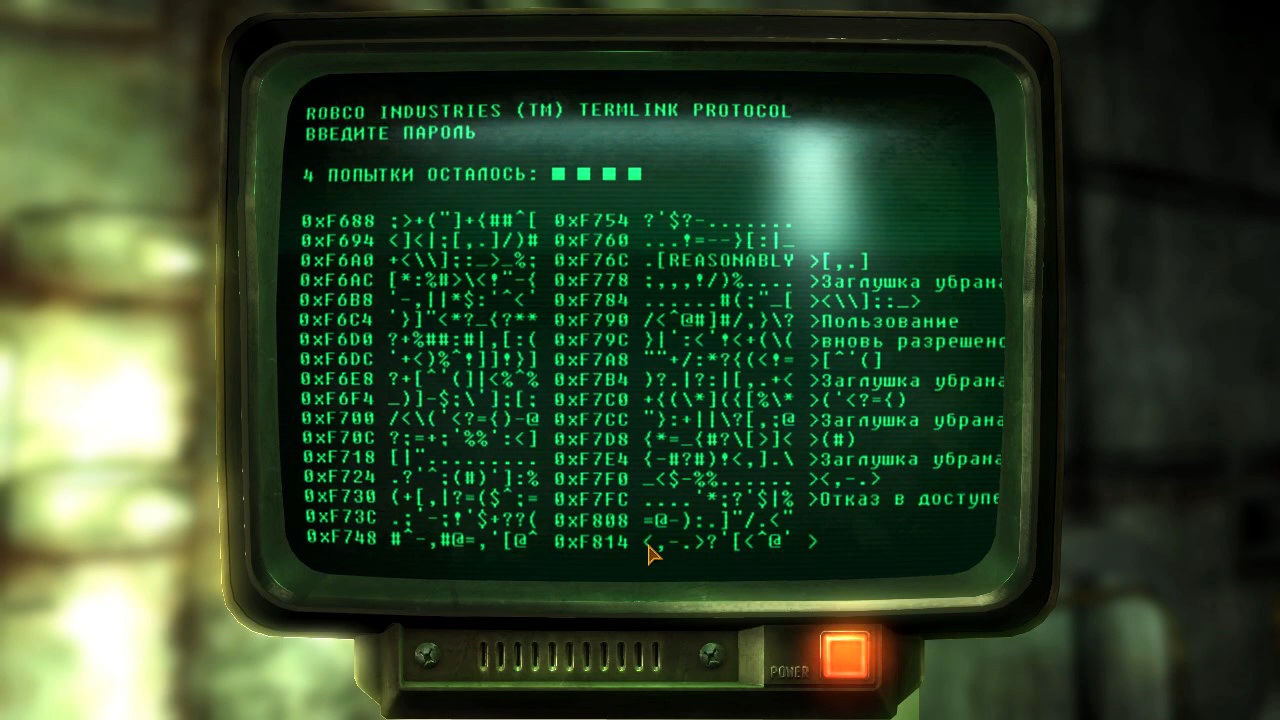 ROBCO INDUSTRIES (TM) TERMLINK PROTOCOL
ВВЕДИТЕ ПАРОЛЬ
4 ПОПЫТКИ ОСТАЛОСЬ: ■ ■ ■ ■
0xF688 :>+("]+{##^[ 0xF754 ?'$?-.......
0xF694 <]<|;[,.]/)# 0xF760 ...!=--}[:|_
0xF6A0 +<\\];:_>_%; 0xF76C .[REASONABLY >[,.]
0xF6AC [*:%#>\<!"-{ 0xF778 :,,,!/)%.... >Заглушка убрана
0xF6B8 '-,||*$:'^<' 0xF784 ......#(;"_[ ><\\];:_>
0xF6C4 '}]"<*?_{?** 0xF790 /<^@#]#/,}\? >Пользование
0xF6D0 ?+%##:#|,[:( 0xF79C }|':<'!<+(\( >вновь разрешено
0xF6DC '+<)%^!]]!}] 0xF7A8 ""+/:*?{(<!= >[^'(]
0xF6E8 ?+[^'(]|<%^% 0xF7B4 )?.|?:|[,.+< >Заглушка убрана
0xF6F4 _)]-$:\'];[; 0xF7C0 +{(\*]({[%\* >('<?={)
0xF700 /<\('<?={)-@ 0xF7CC "}:+||\?[,;@ >Заглушка убрана
0xF70C ?;=+:'%%':<] 0xF7D8 {*=_{#?\[>]< >(#)
0xF718 [|"......... 0xF7E4 {-#?#)!<,].\ >Заглушка убрана
0xF724 .?'^;(#)"]:% 0xF7F0 _<$-%%...... ><,-.>
0xF730 (+[,|?=($^;= 0xF7FC ....'*;?'$|% >Отказ в доступе
0xF73C .;'-;!'$+??( 0xF808 =@-):.]"/.<"
0xF748 #^-,#@=,'[@^ 0xF814 <,-.>?'[<^@' >
POWER